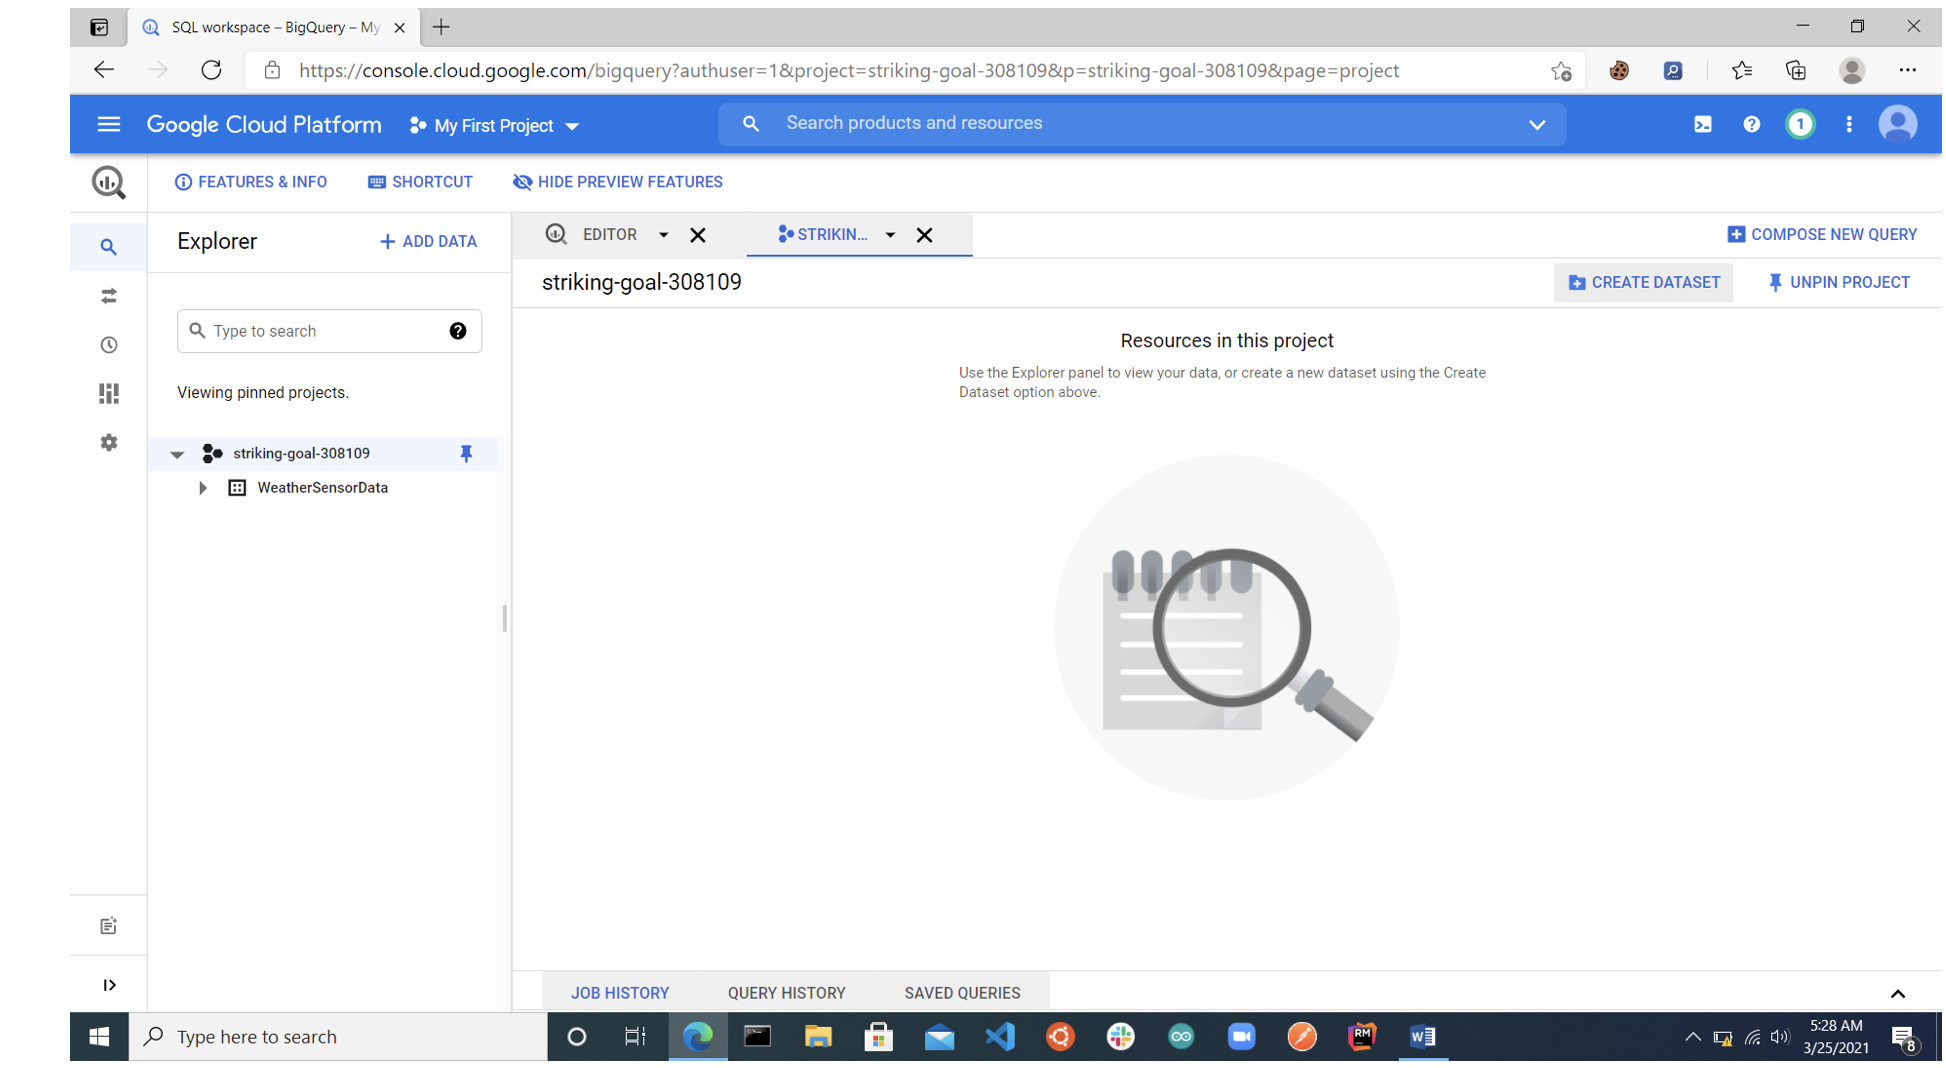 SQL workspace – BigQuery – My
https://console.cloud.google.com/bigquery?authuser=1&project=striking-goal-308109&p=striking-goal-308109&page=project
Google Cloud Platform
My First Project
Search products and resources
1
FEATURES & INFO
SHORTCUT
HIDE PREVIEW FEATURES
Explorer
+ ADD DATA
EDITOR
STRIKIN...
COMPOSE NEW QUERY
striking-goal-308109
CREATE DATASET
UNPIN PROJECT
Type to search
Viewing pinned projects.
striking-goal-308109
WeatherSensorData
Resources in this project
Use the Explorer panel to view your data, or create a new dataset using the Create
Dataset option above.
JOB HISTORY
QUERY HISTORY
SAVED QUERIES
Type here to search
RM
W
5:28 AM
3/25/2021
8